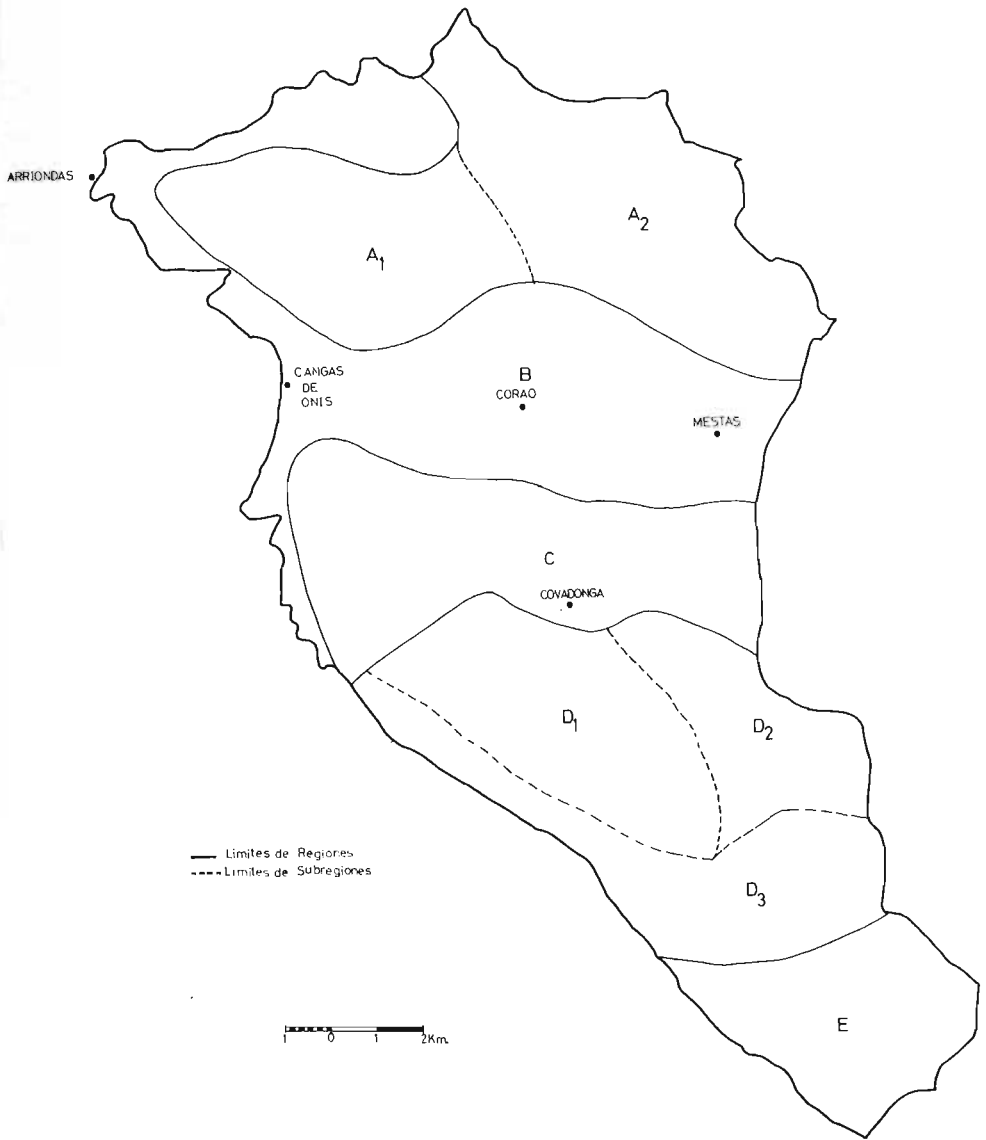 ARRIONDAS
A2
A1
B
CANGAS
DE
ONIS
CORAO
MESTAS
C
COVADONGA
D1
D2
Limites de Regiones
Limites de Subregiones
D3
E
1 0 1 2Km.